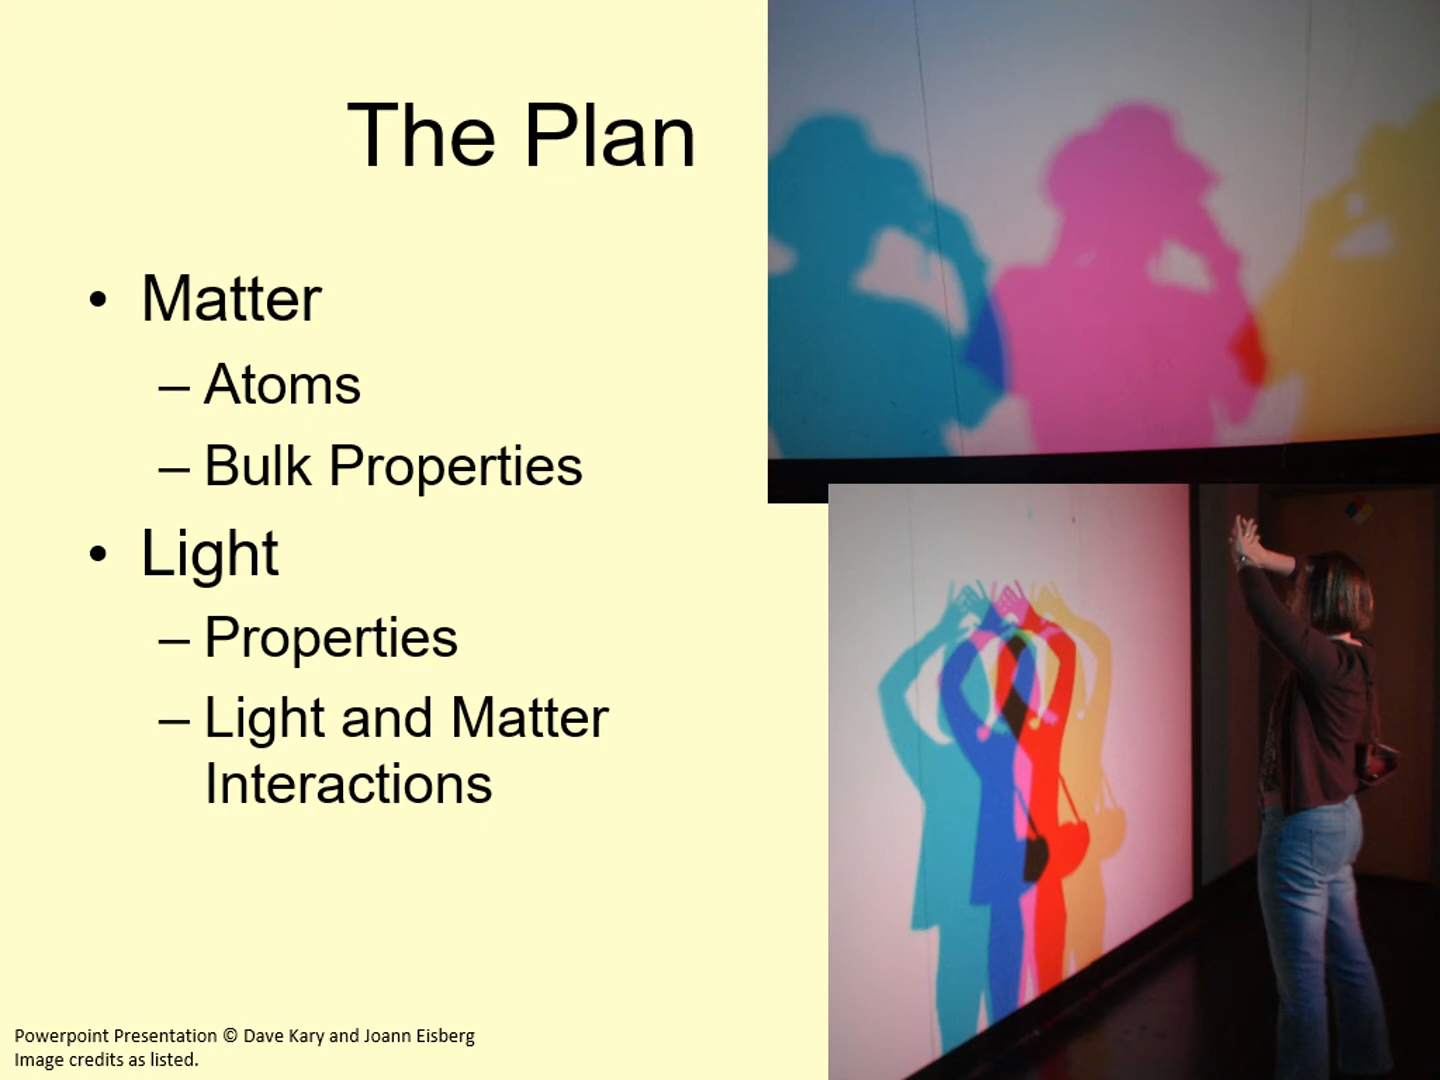 The Plan
• Matter
– Atoms
– Bulk Properties
• Light
– Properties
– Light and Matter
Interactions
Powerpoint Presentation © Dave Kary and Joann Eisberg
Image credits as listed.